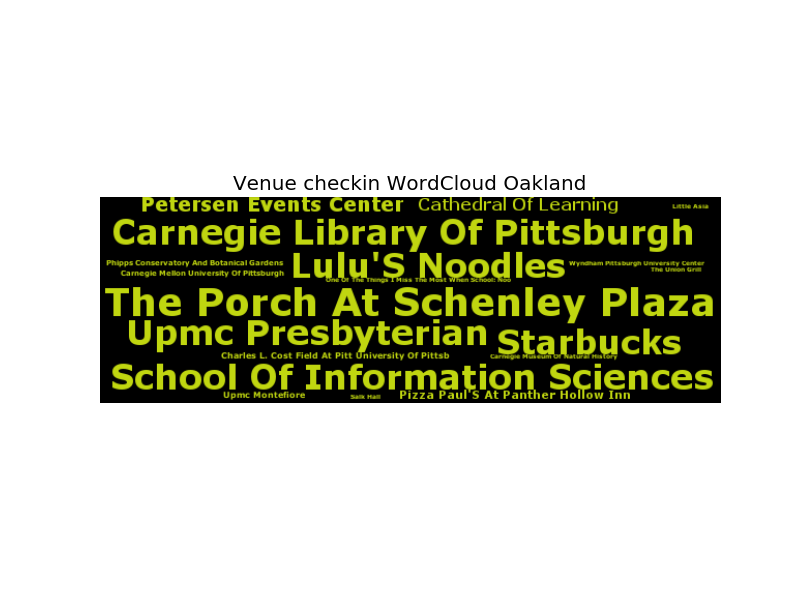 Venue checkin WordCloud Oakland
Petersen Events Center
Cathedral Of Learning
Little Asia
Carnegie Library Of Pittsburgh
Phipps Conservatory And Botanical Gardens
Lulu'S Noodles
Wyndham Pittsburgh University Center
Carnegie Mellon University Of Pittsburgh
The Union Grill
One Of The Things I Miss The Most When School: Noo
The Porch At Schenley Plaza
Upmc Presbyterian
Starbucks
Charles L. Cost Field At Pitt University Of Pittsb
Carnegie Museum Of Natural History
School Of Information Sciences
Upmc Montefiore
Salk Hall
Pizza Paul'S At Panther Hollow Inn